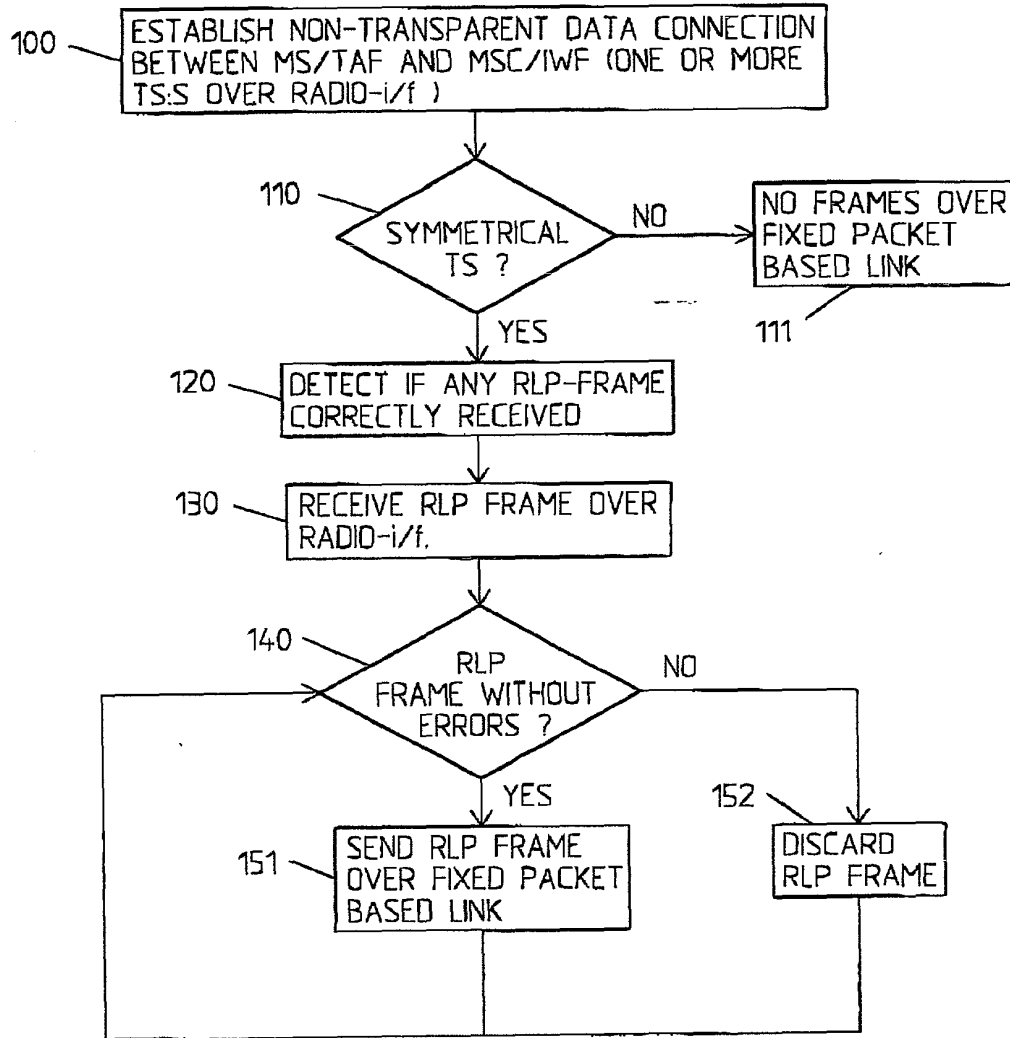 100
ESTABLISH NON-TRANSPARENT DATA CONNECTION
BETWEEN MS/TAF AND MSC/IWF (ONE OR MORE
TS:S OVER RADIO-i/f )
110
SYMMETRICAL
TS ?
NO
NO FRAMES OVER
FIXED PACKET
BASED LINK
111
YES
120
DETECT IF ANY RLP-FRAME
CORRECTLY RECEIVED
130
RECEIVE RLP FRAME OVER
RADIO-i/f.
140
RLP
FRAME WITHOUT
ERRORS ?
NO
YES
151
SEND RLP FRAME
OVER FIXED PACKET
BASED LINK
152
DISCARD
RLP FRAME